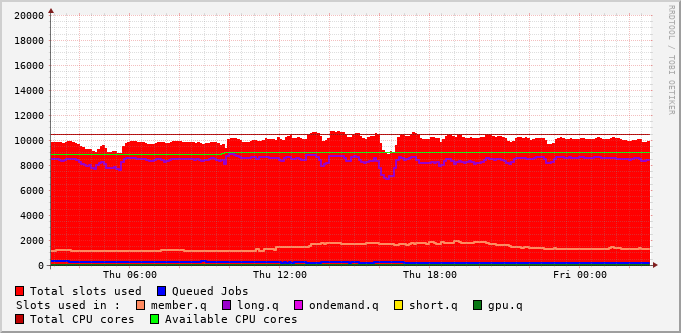 20000
18000
16000
14000
12000
10000
8000
6000
4000
2000
0
Thu 06:00 Thu 12:00 Thu 18:00 Fri 00:00
Total slots used Queued Jobs
Slots used in : member.q long.q ondemand.q short.q gpu.q
Total CPU cores Available CPU cores
RRDTOOL / TOBI OETIKER